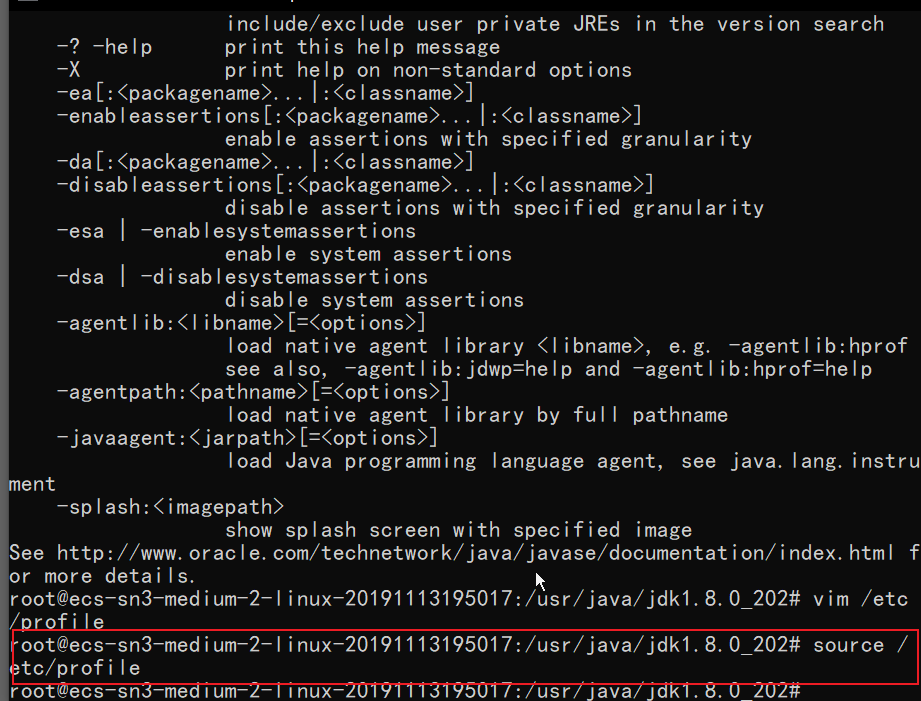 include/exclude user private JREs in the version search
-? -help      print this help message
-X            print help on non-standard options
-ea[:<packagename>...|:<classname>]
-enableassertions[:<packagename>...|:<classname>]
enable assertions with specified granularity
-da[:<packagename>...|:<classname>]
-disableassertions[:<packagename>...|:<classname>]
disable assertions with specified granularity
-esa | -enablesystemassertions
enable system assertions
-dsa | -disablesystemassertions
disable system assertions
-agentlib:<libname>[=<options>]
load native agent library <libname>, e.g. -agentlib:hprof
see also, -agentlib:jdwp=help and -agentlib:hprof=help
-agentpath:<pathname>[=<options>]
load native agent library by full pathname
-javaagent:<jarpath>[=<options>]
load Java programming language agent, see java.lang.instru
ment
-splash:<imagepath>
show splash screen with specified image
See http://www.oracle.com/technetwork/java/javase/documentation/index.html f
or more details.
root@ecs-sn3-medium-2-linux-20191113195017:/usr/java/jdk1.8.0_202# vim /etc
/profile
root@ecs-sn3-medium-2-linux-20191113195017:/usr/java/jdk1.8.0_202# source /
etc/profile
root@ecs-sn3-medium-2-linux-20191113195017:/usr/java/jdk1.8.0_202#